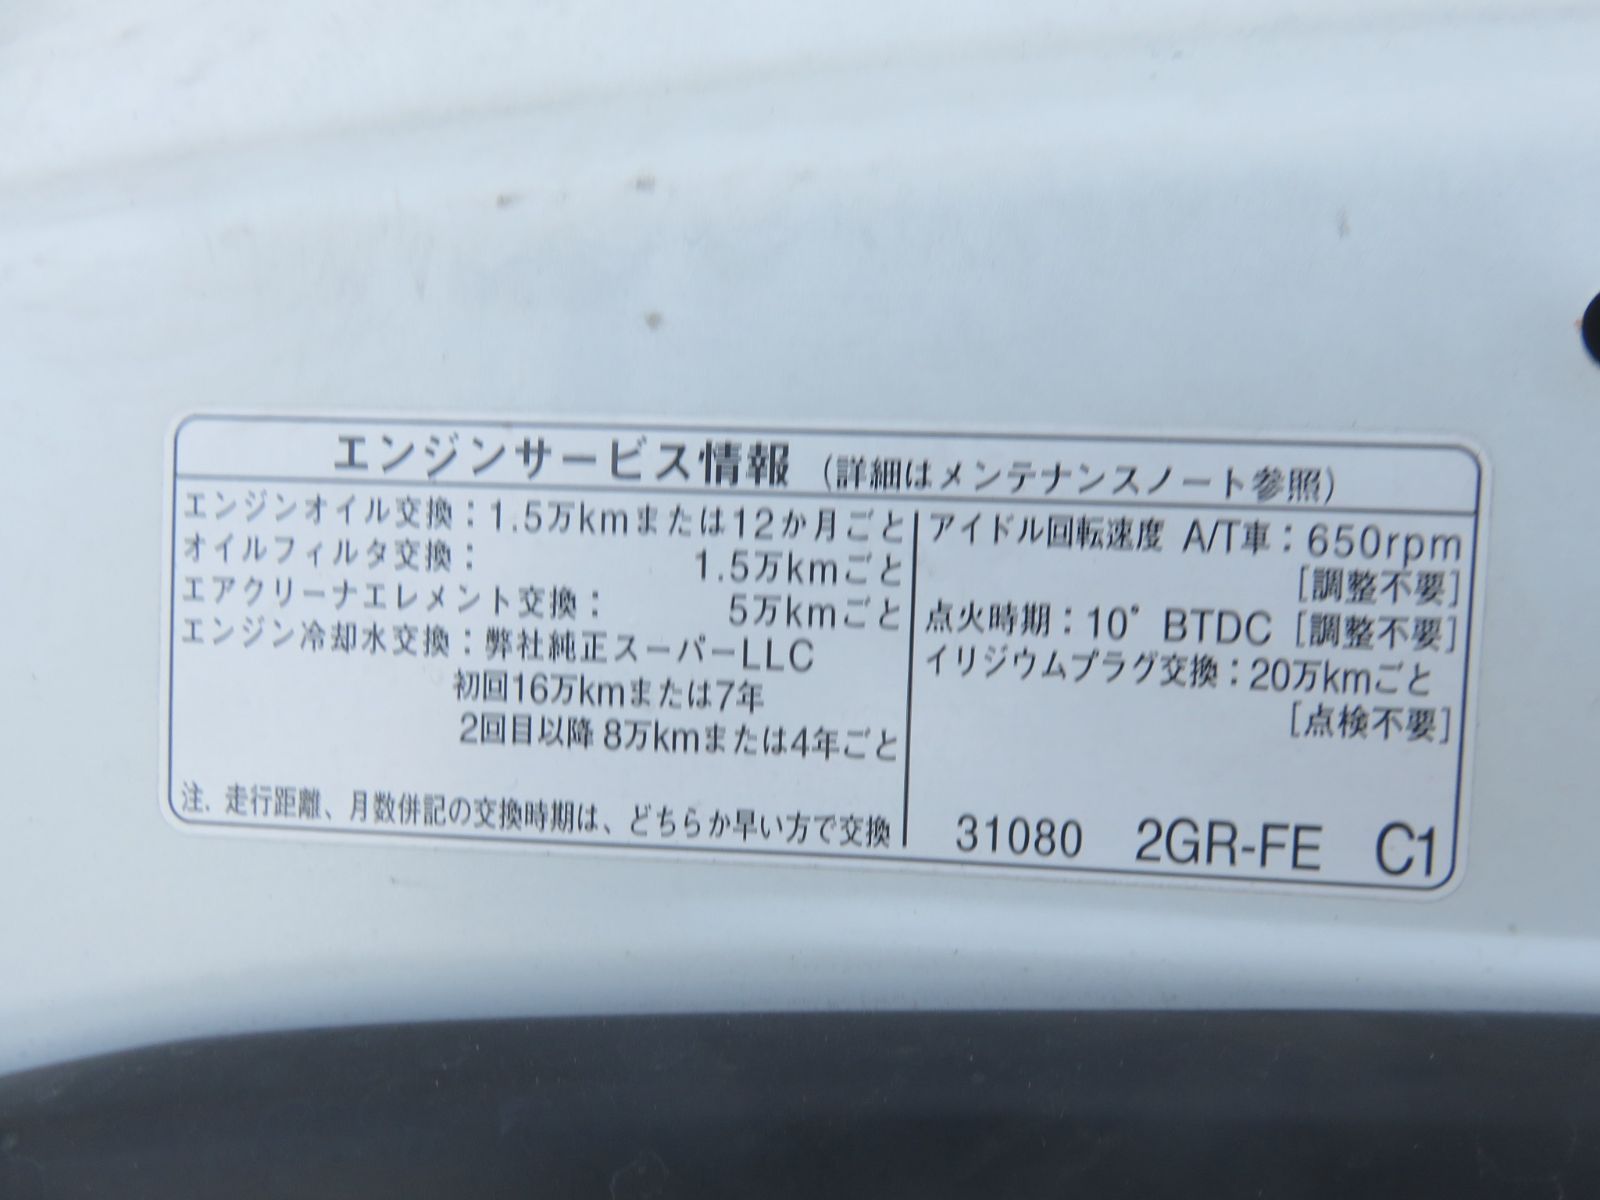 エンジンサービス情報 (詳細はメンテナンスノート参照)
エンジンオイル交換：1.5万kmまたは12か月ごと
オイルフィルタ交換： 1.5万kmごと
エアクリーナエレメント交換： 5万kmごと
エンジン冷却水交換：弊社純正スーパーLLC
初回16万kmまたは7年
2回目以降 8万kmまたは4年ごと
注. 走行距離、月数併記の交換時期は、どちらか早い方で交換
アイドル回転速度 A/T車：650rpm
[調整不要]
点火時期：10° BTDC [調整不要]
イリジウムプラグ交換：20万kmごと
[点検不要]
31080 2GR-FE C1